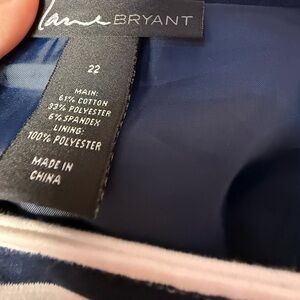 Lane BRYANT
22
MAIN:
61% COTTON
33% POLYESTER
6% SPANDEX
LINING:
100% POLYESTER
MADE IN
CHINA